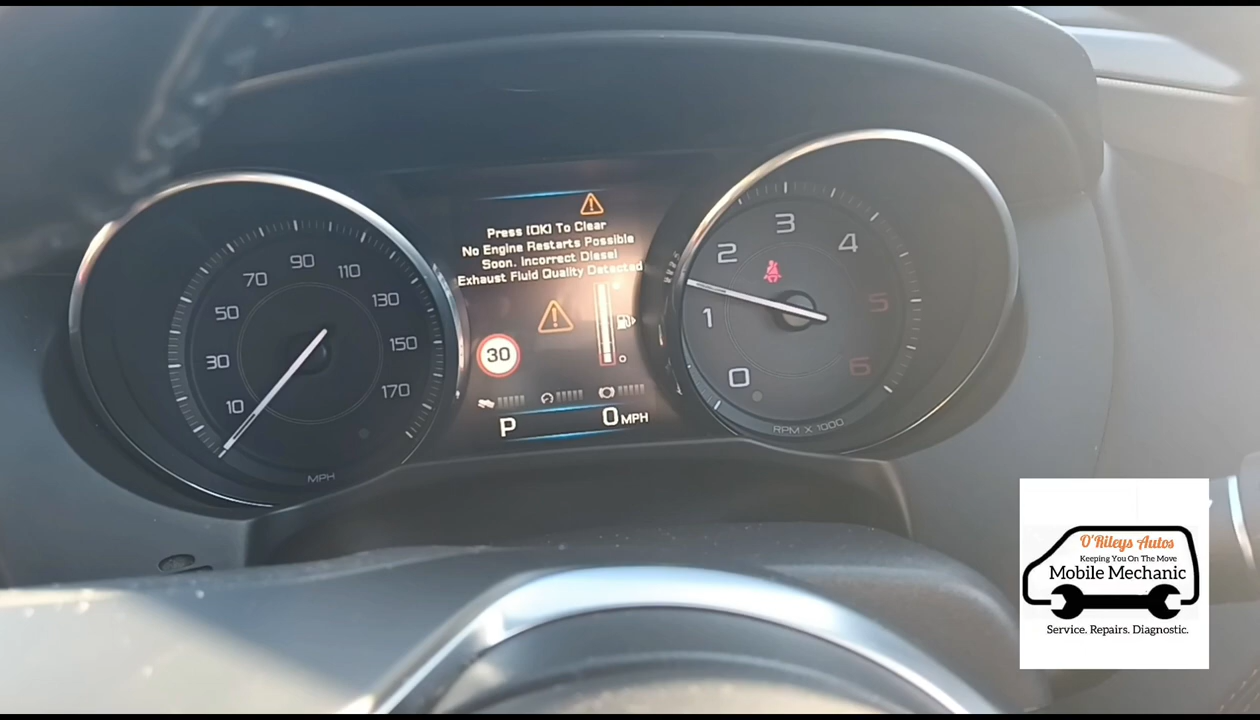 Press [OK] To Clear
No Engine Restarts Possible
Soon. Incorrect Diesel
Exhaust Fluid Quality Detected
30
P
0 MPH
10
30
50
70
90
110
130
150
170
MPH
0
1
2
3
4
5
6
RPM X 1000
O'Rileys Autos
Keeping You On The Move
Mobile Mechanic
Service. Repairs. Diagnostic.